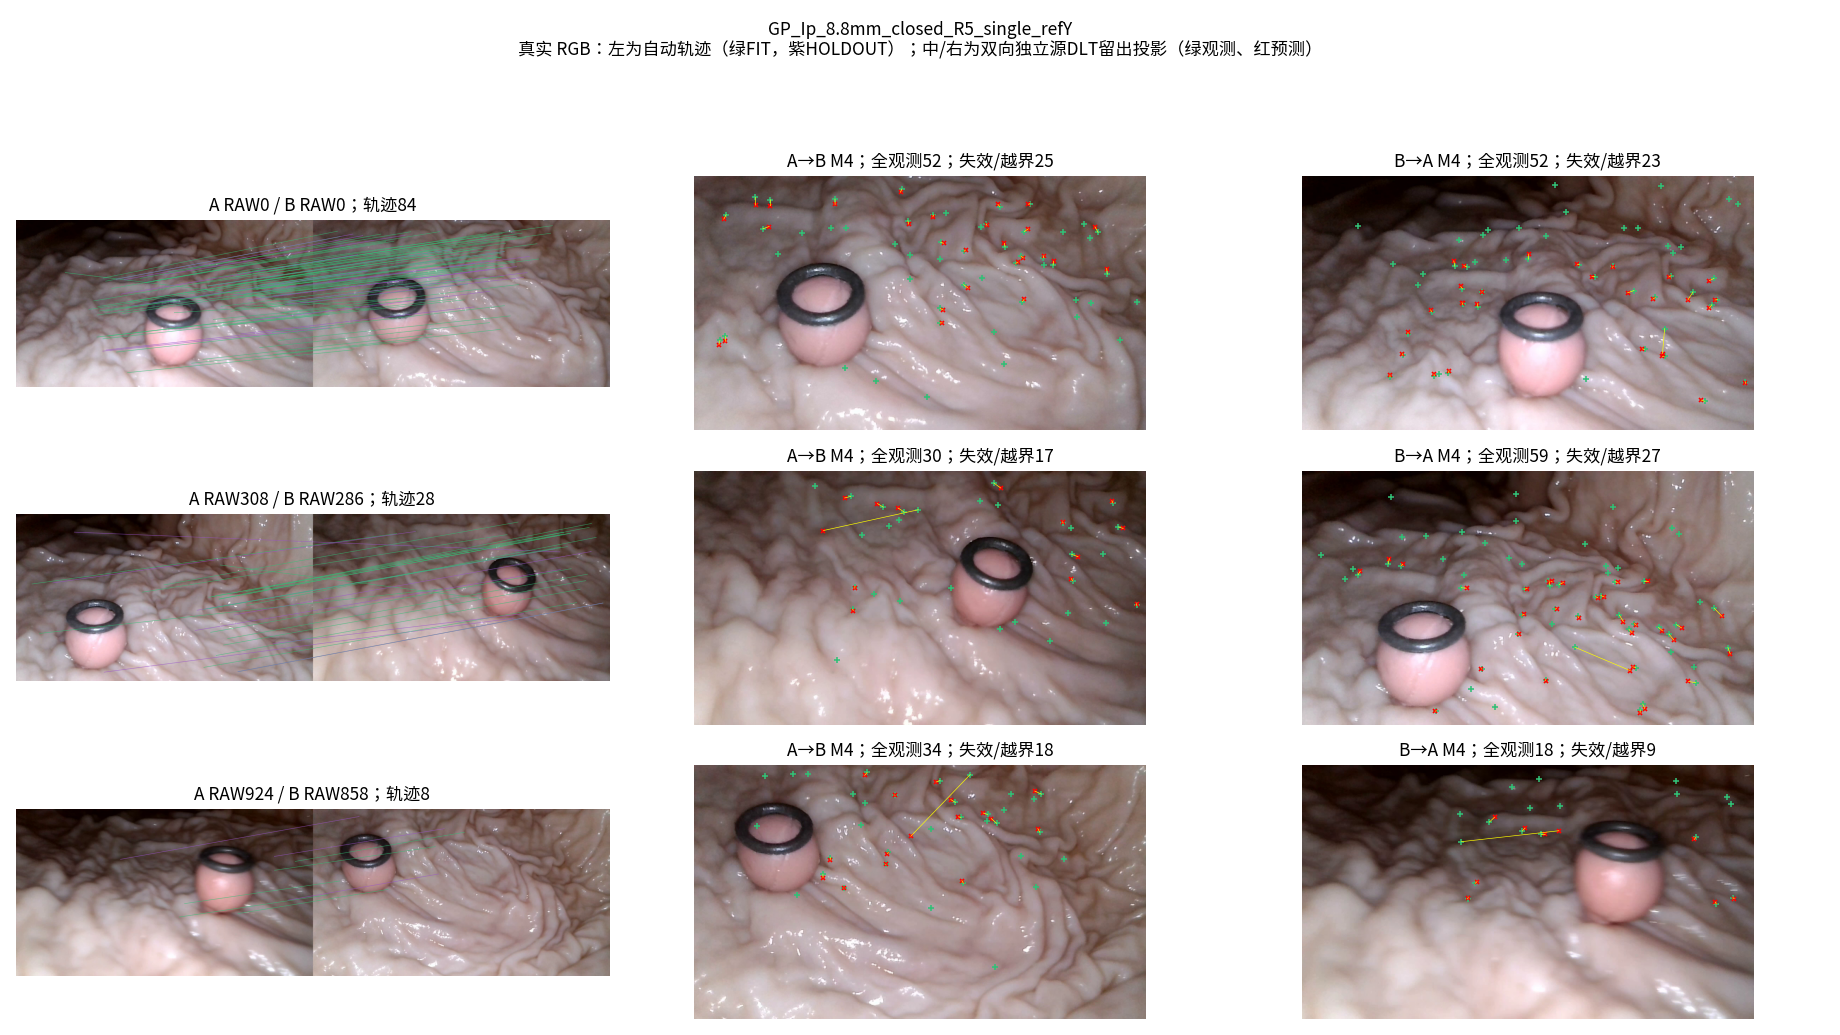 GP_Ip_8.8mm_closed_R5_single_refY
真实 RGB：左为自动轨迹（绿FIT，紫HOLDOUT）；中/右为双向独立源DLT留出投影（绿观测、红预测）
A RAW0 / B RAW0；轨迹84
A→B M4；全观测52；失效/越界25
B→A M4；全观测52；失效/越界23
A RAW308 / B RAW286；轨迹28
A→B M4；全观测30；失效/越界17
B→A M4；全观测59；失效/越界27
A RAW924 / B RAW858；轨迹8
A→B M4；全观测34；失效/越界18
B→A M4；全观测18；失效/越界9